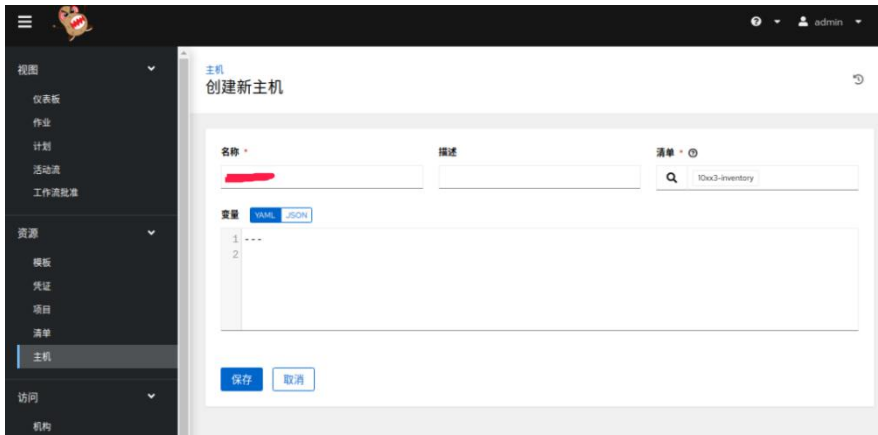 admin
视图
仪表板
作业
计划
活动流
工作流批准
资源
模板
凭证
项目
清单
主机
访问
机构
主机
创建新主机
名称 *
描述
清单 *
10xx3-inventory
变量 YAML JSON
1 ---
2
保存 取消